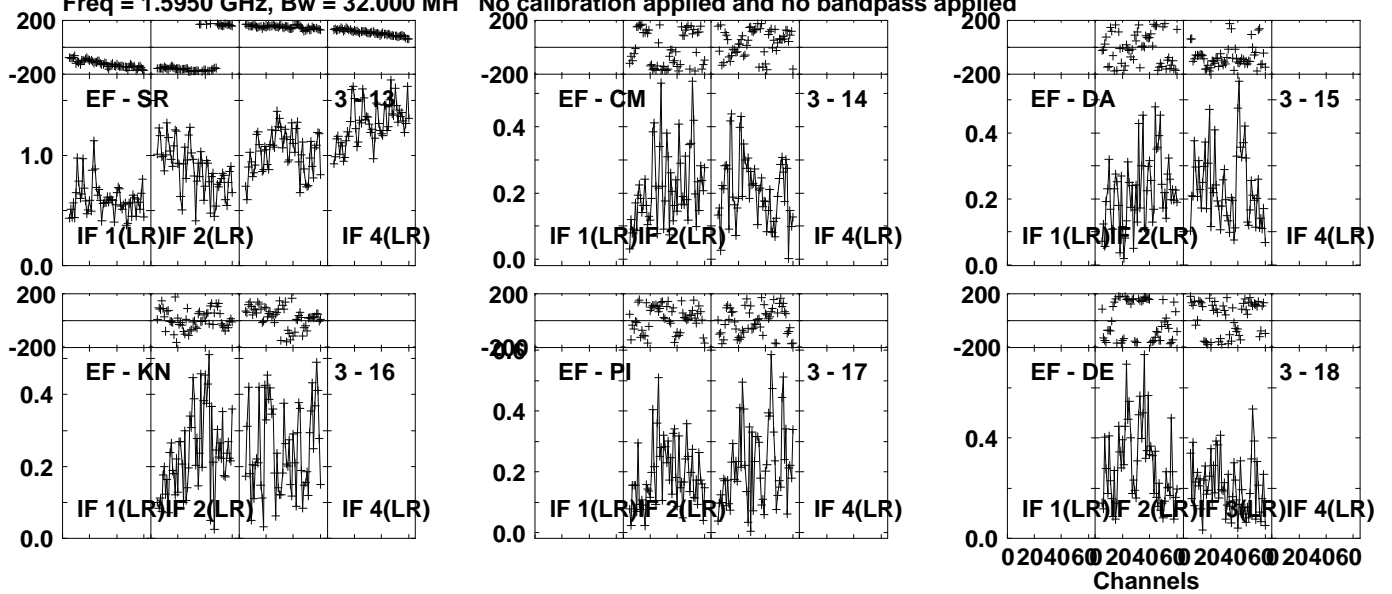 Freq = 1.5950 GHz, Bw = 32.000 MH No calibration applied and no bandpass applied
200
-200
EF - SR 3 - 13
1.0
IF 1(LR) IF 2(LR) IF 4(LR)
0.0
200
-200
EF - CM 3 - 14
0.4
0.2
IF 1(LR) IF 2(LR) IF 4(LR)
0.0
200
-200
EF - DA 3 - 15
0.4
0.2
IF 1(LR) IF 2(LR) IF 4(LR)
0.0
200
-200
EF - KN 3 - 16
0.4
0.2
IF 1(LR) IF 2(LR) IF 4(LR)
0.0
200
-200
0.6
EF - PI 3 - 17
0.4
0.2
IF 1(LR) IF 2(LR) IF 4(LR)
0.0
200
-200
EF - DE 3 - 18
0.4
IF 1(LR) IF 2(LR) IF 3(LR) IF 4(LR)
0.0
0 20 40 60 0 20 40 60 0 20 40 60 0 20 40 60
Channels